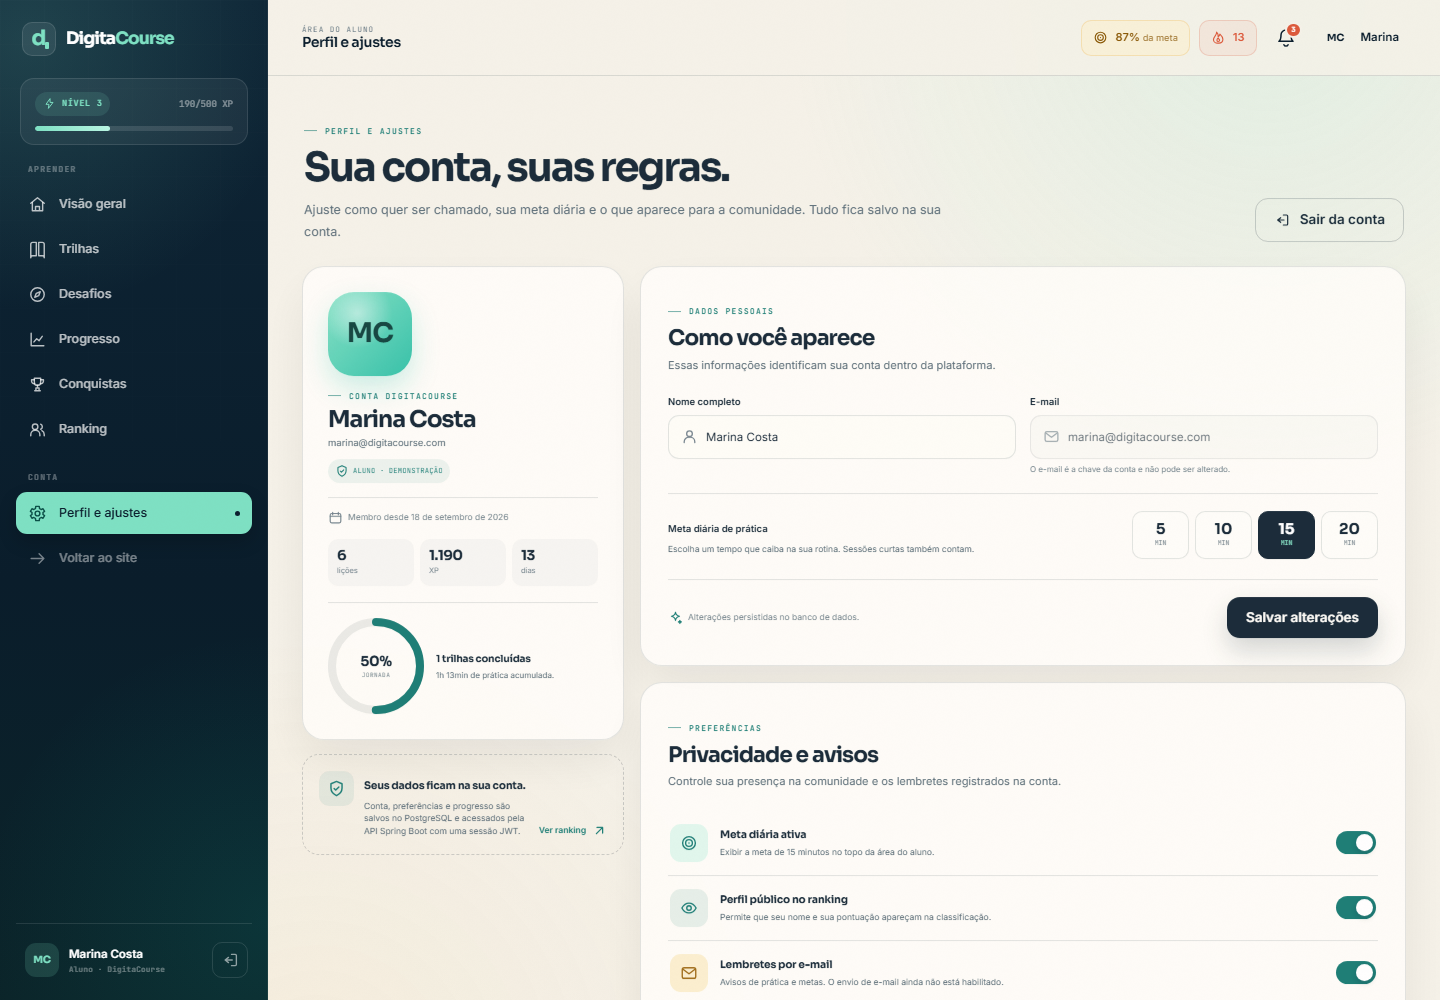 DigitaCourse
NÍVEL 3
190/500 XP
APRENDER
Visão geral
Trilhas
Desafios
Progresso
Conquistas
Ranking
CONTA
Perfil e ajustes
Voltar ao site
MC
Marina Costa
Aluno · DigitaCourse
ÁREA DO ALUNO
Perfil e ajustes
87% da meta
13
3
MC
Marina
PERFIL E AJUSTES
Sua conta, suas regras.
Ajuste como quer ser chamado, sua meta diária e o que aparece para a comunidade. Tudo fica salvo na sua
conta.
Sair da conta
MC
CONTA DIGITACOURSE
Marina Costa
marina@digitacourse.com
ALUNO · DEMONSTRAÇÃO
Membro desde 18 de setembro de 2026
6
lições
1.190
XP
13
dias
50%
JORNADA
1 trilhas concluídas
1h 13min de prática acumulada.
Seus dados ficam na sua conta.
Conta, preferências e progresso são
salvos no PostgreSQL e acessados pela
API Spring Boot com uma sessão JWT.
Ver ranking
DADOS PESSOAIS
Como você aparece
Essas informações identificam sua conta dentro da plataforma.
Nome completo
Marina Costa
E-mail
marina@digitacourse.com
O e-mail é a chave da conta e não pode ser alterado.
Meta diária de prática
Escolha um tempo que caiba na sua rotina. Sessões curtas também contam.
5
MIN
10
MIN
15
MIN
20
MIN
Alterações persistidas no banco de dados.
Salvar alterações
PREFERÊNCIAS
Privacidade e avisos
Controle sua presença na comunidade e os lembretes registrados na conta.
Meta diária ativa
Exibir a meta de 15 minutos no topo da área do aluno.
Perfil público no ranking
Permite que seu nome e sua pontuação apareçam na classificação.
Lembretes por e-mail
Avisos de prática e metas. O envio de e-mail ainda não está habilitado.